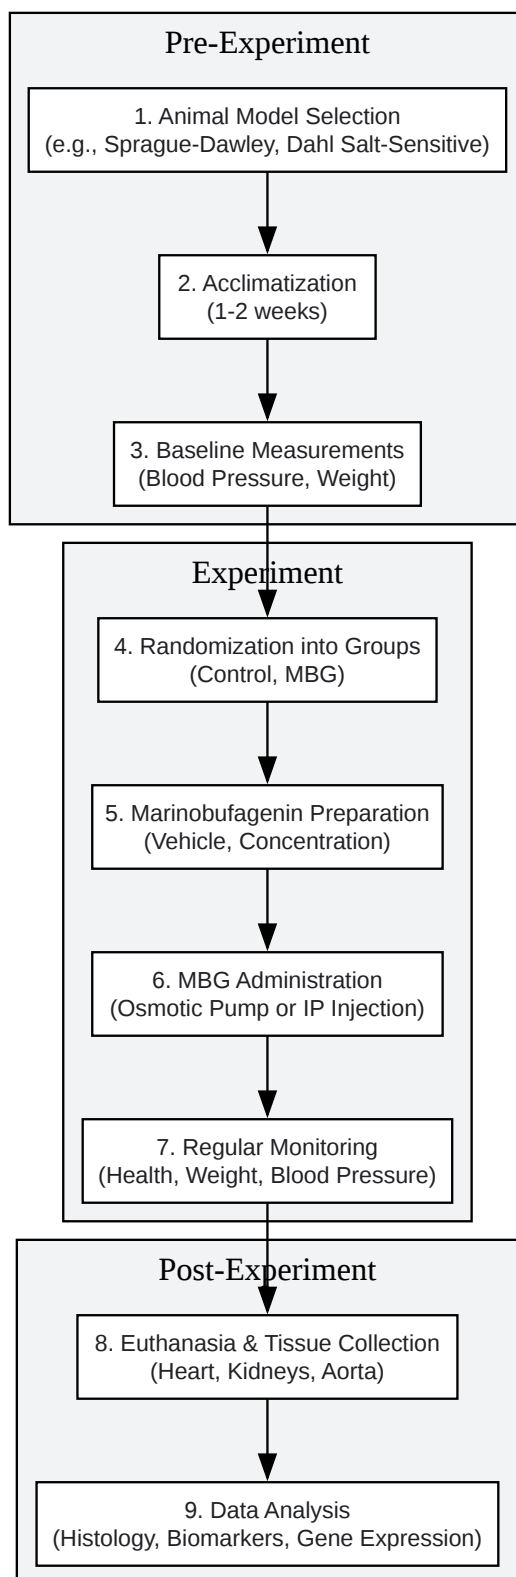 Pre-Experiment
1. Animal Model Selection
(e.g., Sprague-Dawley, Dahl Salt-Sensitive)
2. Acclimatization
(1-2 weeks)
3. Baseline Measurements
(Blood Pressure, Weight)
Experiment
4. Randomization into Groups
(Control, MBG)
5. Marinobufagenin Preparation
(Vehicle, Concentration)
6. MBG Administration
(Osmotic Pump or IP Injection)
7. Regular Monitoring
(Health, Weight, Blood Pressure)
Post-Experiment
8. Euthanasia & Tissue Collection
(Heart, Kidneys, Aorta)
9. Data Analysis
(Histology, Biomarkers, Gene Expression)